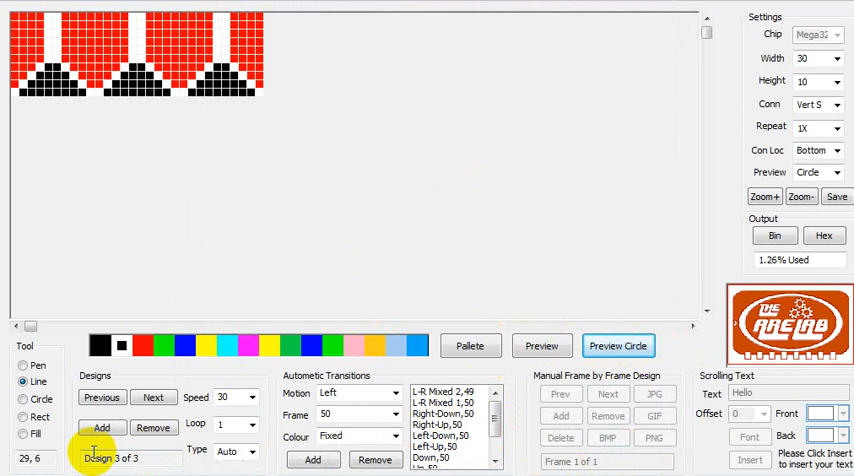 Settings
Chip Mega32
Width 30
Height 10
Conn Vert S
Repeat 1X
Con Loc Bottom
Preview Circle
Zoom+ Zoom- Save
Output
Bin Hex
1.26% Used
THE
ARE LAB
Tool
Pen
Line
Circle
Rect
Fill
29, 6
Pallete Preview Preview Circle
Designs
Previous Next Speed 30
Add Remove Loop 1
Design 3 of 3 Type Auto
Automatic Transitions
Motion Left
Frame 50
Colour Fixed
Add Remove
L-R Mixed 2,49
L-R Mixed 1,50
Right-Down,50
Right-Up,50
Left-Down,50
Left-Up,50
Down,50
Up,50
Manual Frame by Frame Design
Prev Next JPG
Add Remove GIF
Delete BMP PNG
Frame 1 of 1
Scrolling Text
Text Hello
Offset 0 Front
Font Back
Insert Please Click Insert
to insert your text